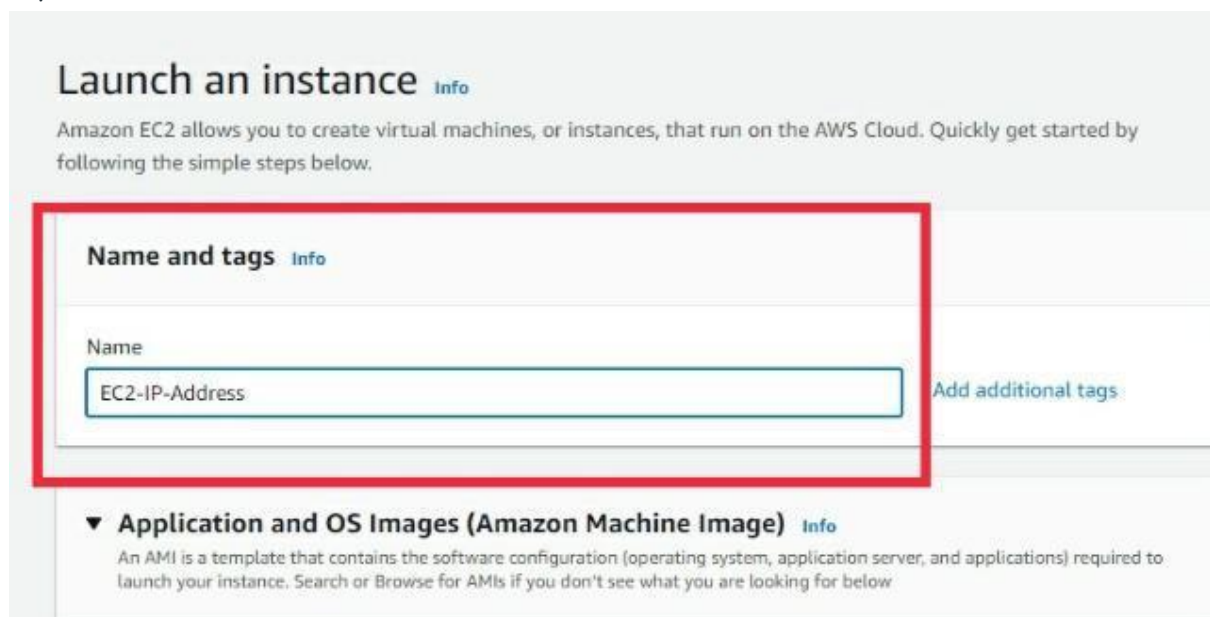 Launch an instance Info
Amazon EC2 allows you to create virtual machines, or instances, that run on the AWS Cloud. Quickly get started by
following the simple steps below.
Name and tags Info
Name
EC2-IP-Address
Add additional tags
▼ Application and OS Images (Amazon Machine Image) Info
An AMI is a template that contains the software configuration (operating system, application server, and applications) required to
launch your instance. Search or Browse for AMIs if you don't see what you are looking for below